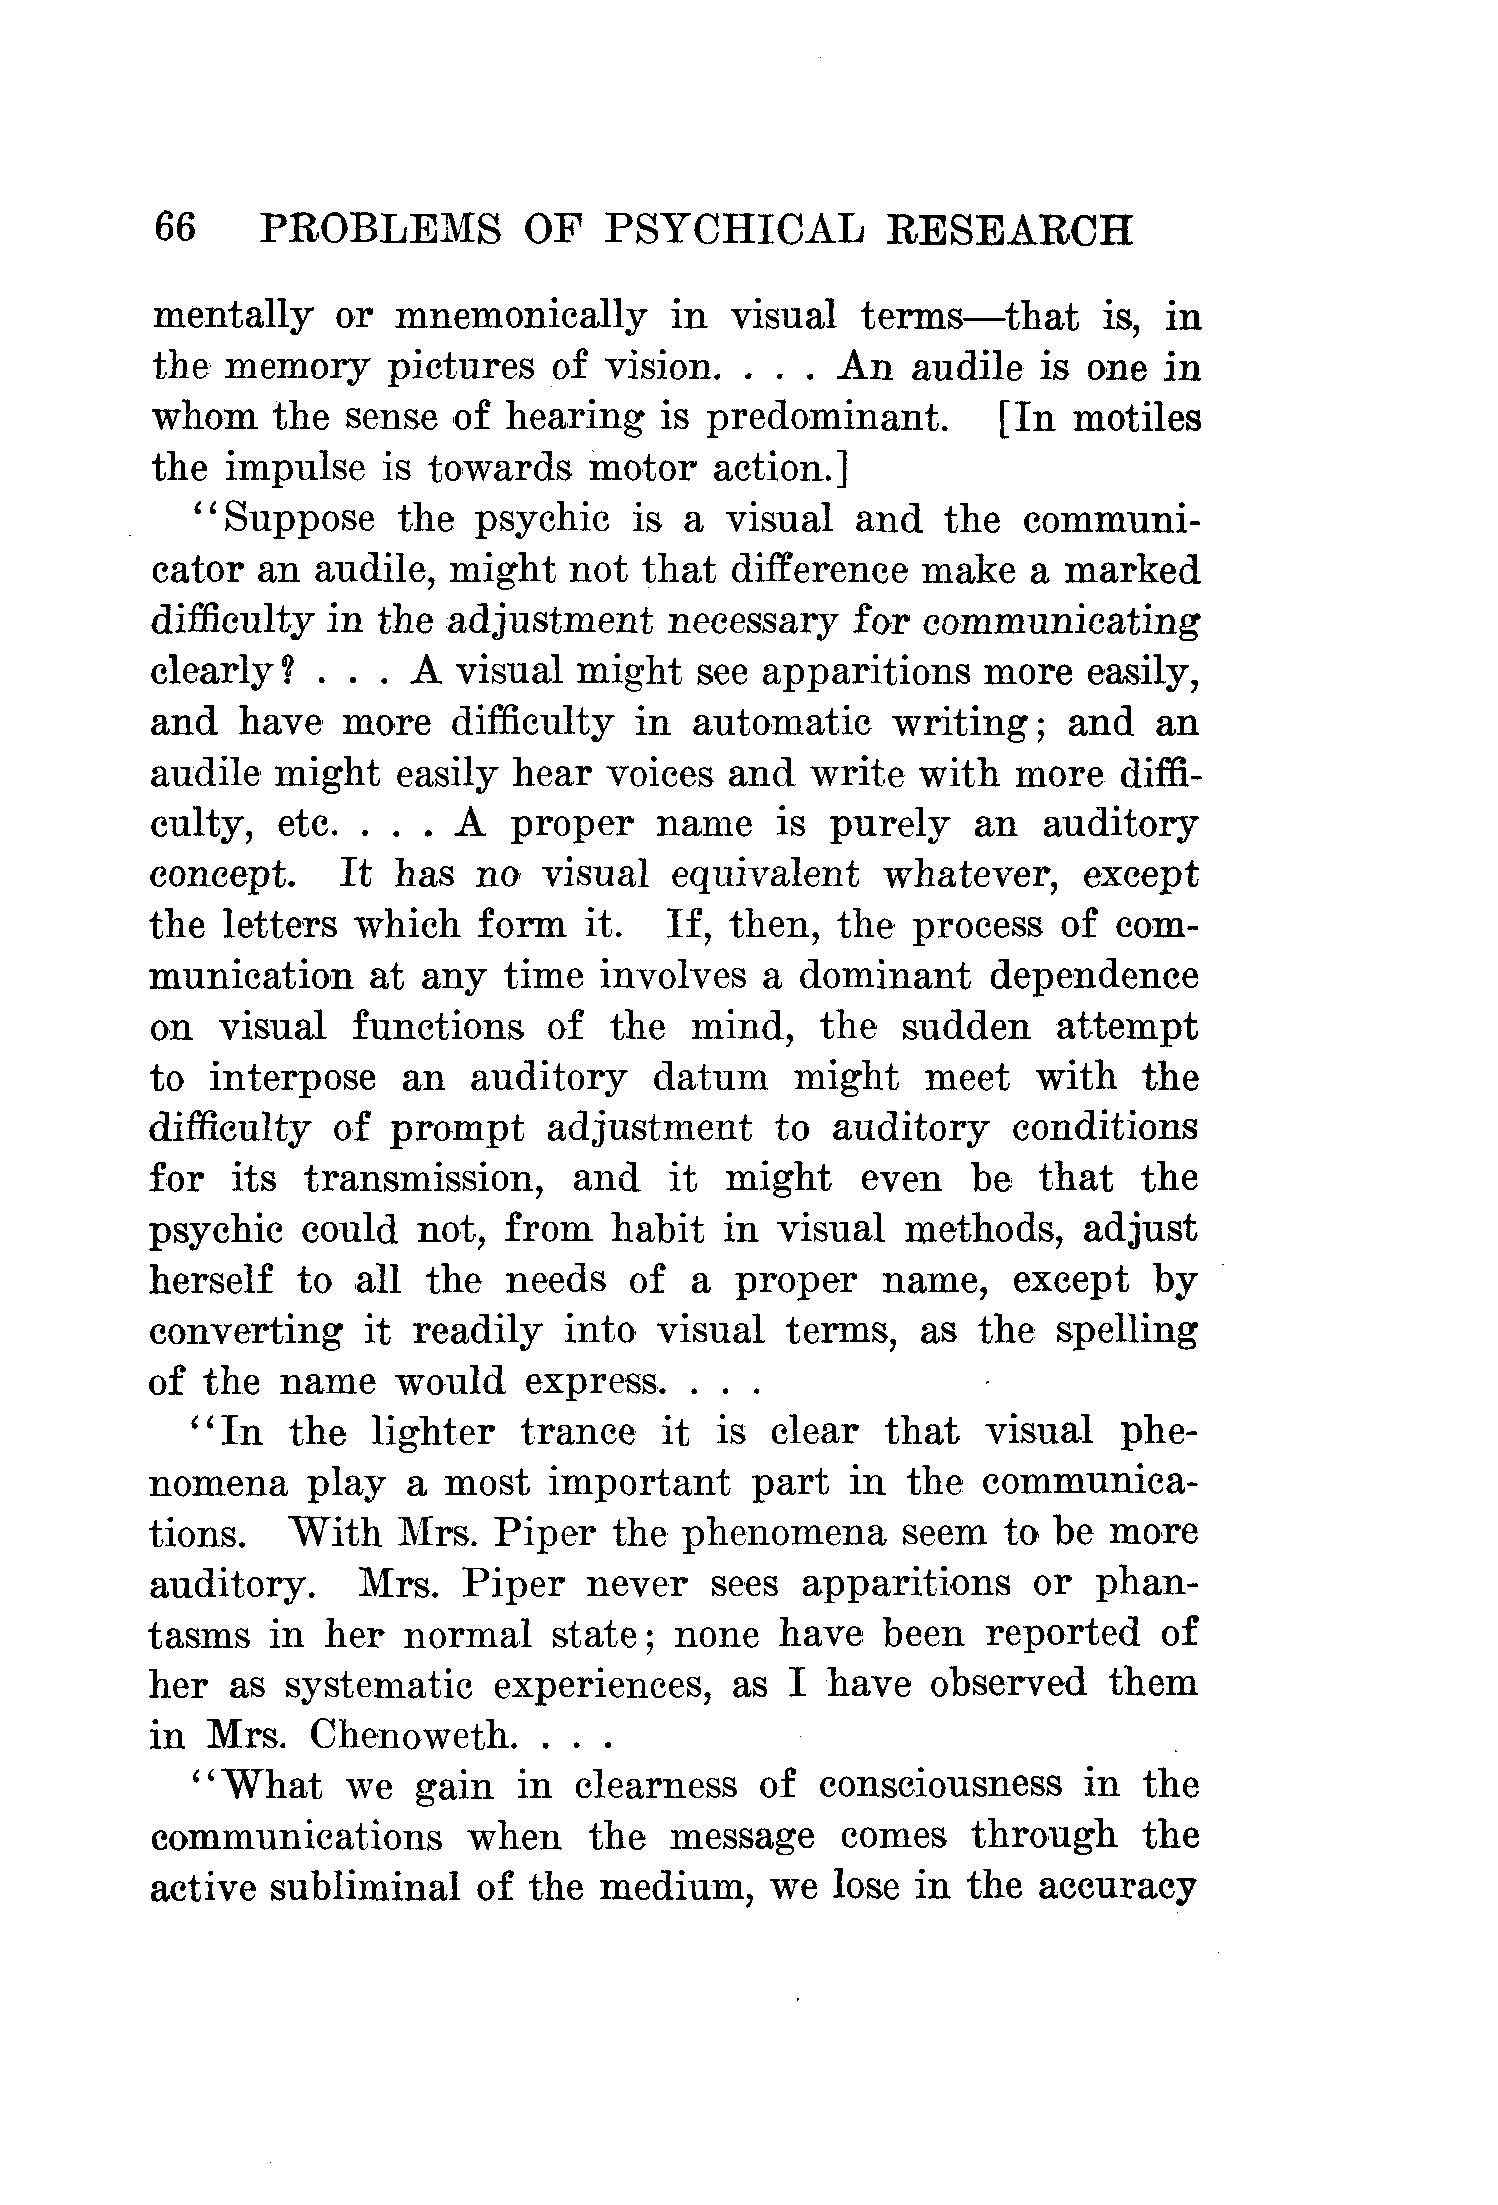 66 PROBLEMS OF PSYCHICAL RESEARCH
mentally or mnemonically in visual terms—that is, in
the memory pictures of vision. . . . An audile is one in
whom the sense of hearing is predominant. [In motiles
the impulse is towards motor action.]
"Suppose the psychic is a visual and the communi-
cator an audile, might not that difference make a marked
difficulty in the adjustment necessary for communicating
clearly? . . . A visual might see apparitions more easily,
and have more difficulty in automatic writing; and an
audile might easily hear voices and write with more diffi-
culty, etc. . . . A proper name is purely an auditory
concept. It has no visual equivalent whatever, except
the letters which form it. If, then, the process of com-
munication at any time involves a dominant dependence
on visual functions of the mind, the sudden attempt
to interpose an auditory datum might meet with the
difficulty of prompt adjustment to auditory conditions
for its transmission, and it might even be that the
psychic could not, from habit in visual methods, adjust
herself to all the needs of a proper name, except by
converting it readily into visual terms, as the spelling
of the name would express. . . .
"In the lighter trance it is clear that visual phe-
nomena play a most important part in the communica-
tions. With Mrs. Piper the phenomena seem to be more
auditory. Mrs. Piper never sees apparitions or phan-
tasms in her normal state; none have been reported of
her as systematic experiences, as I have observed them
in Mrs. Chenoweth. . . .
"What we gain in clearness of consciousness in the
communications when the message comes through the
active subliminal of the medium, we lose in the accuracy